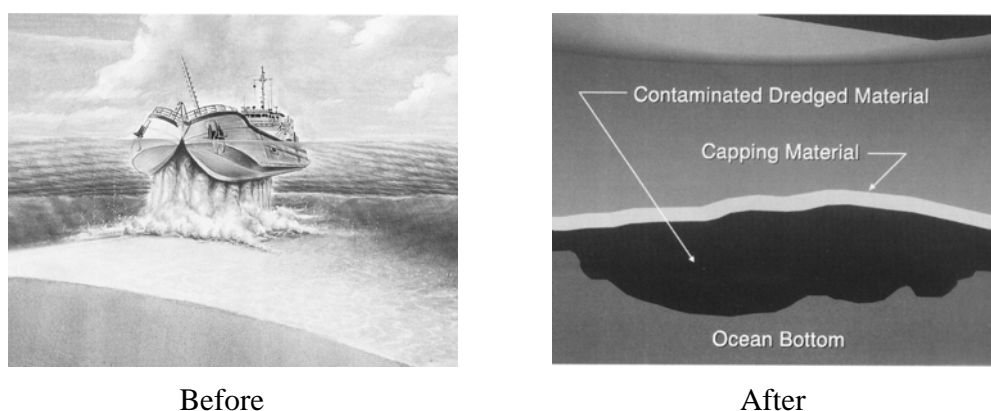 Contaminated Dredged Material
Capping Material
Ocean Bottom
Before
After